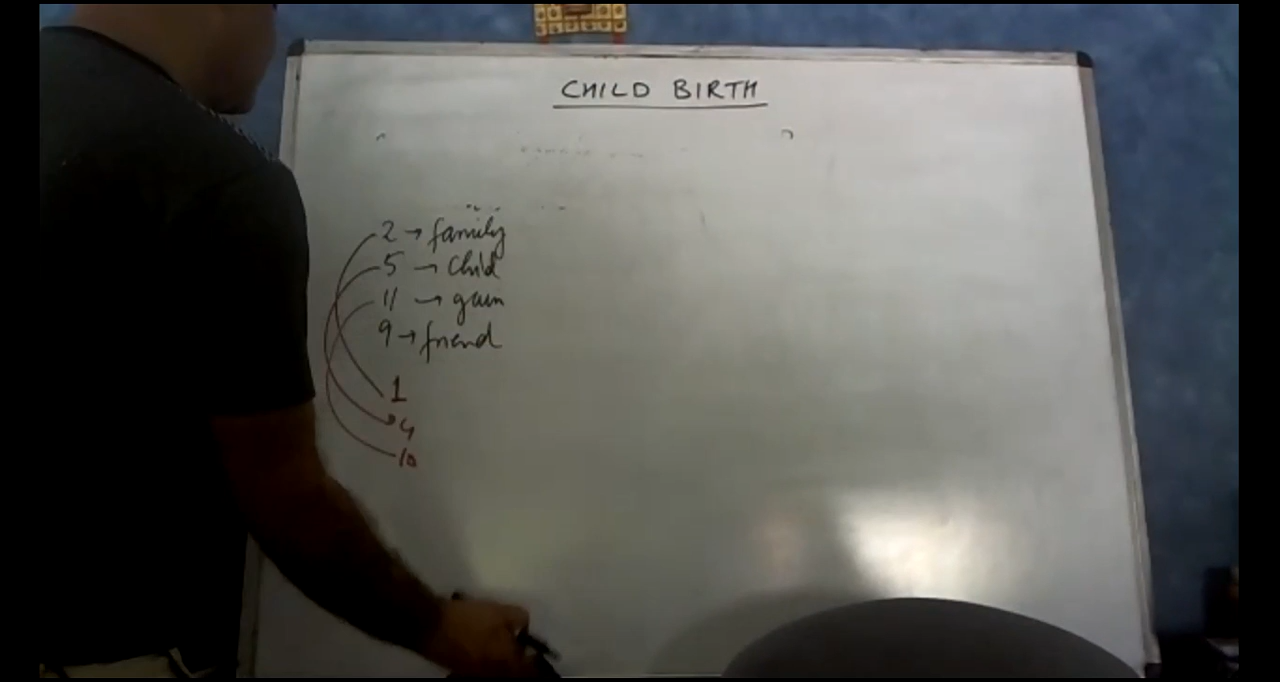 CHILD BIRTH
2 → family
5 → child
11 → gain
9 → friend
1
4
10